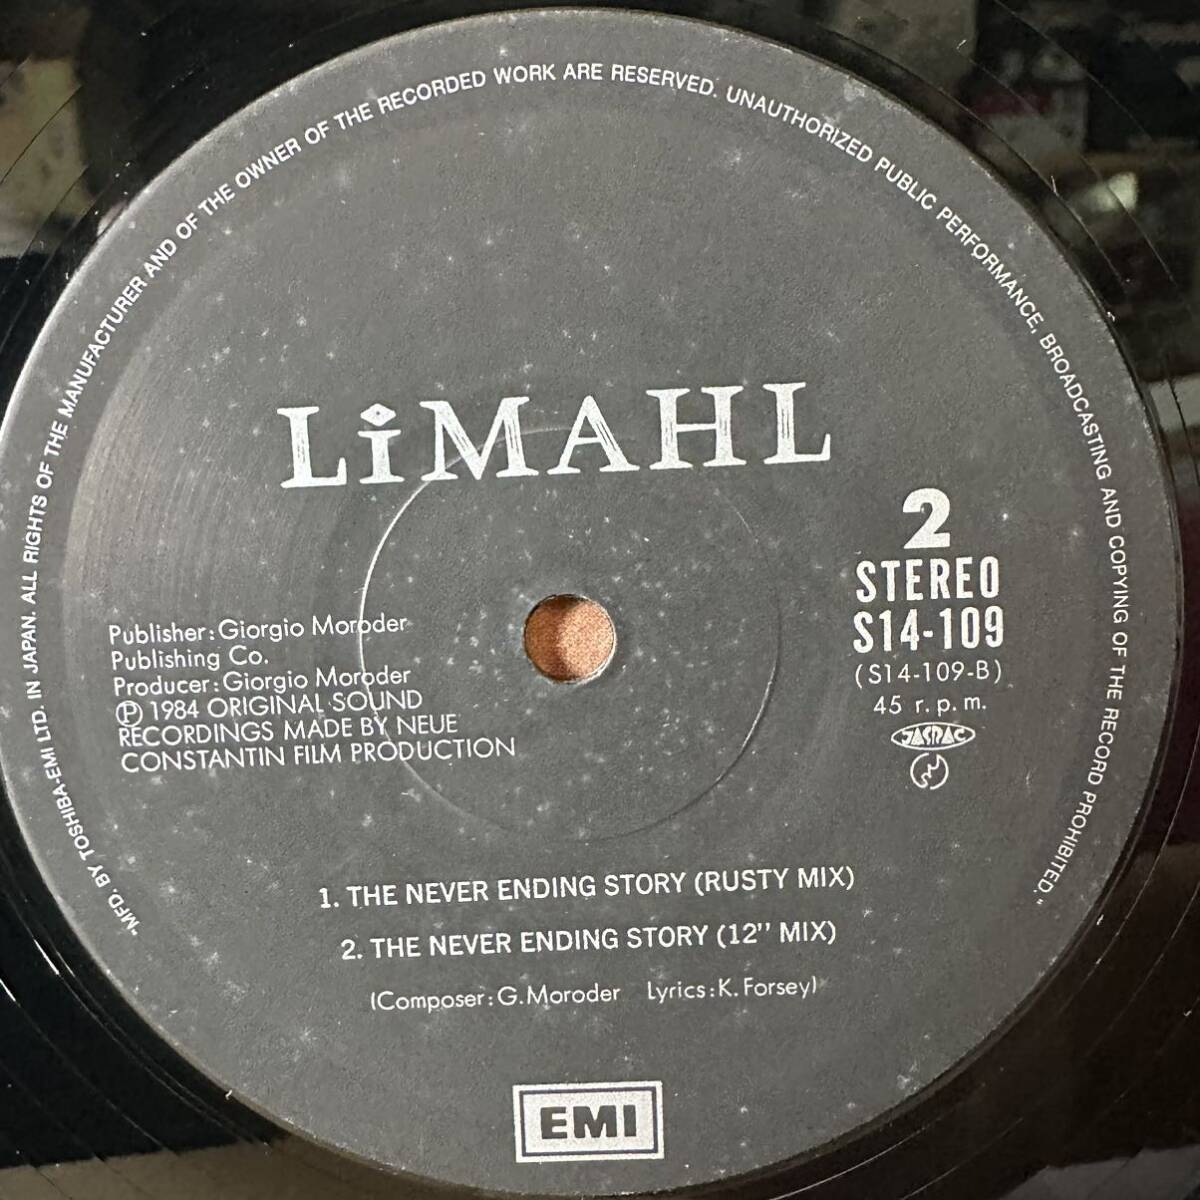 "MFD. BY TOSHIBA-EMI LTD. IN JAPAN. ALL RIGHTS OF THE MANUFACTURER AND OF THE OWNER OF THE RECORDED WORK ARE RESERVED. UNAUTHORIZED PUBLIC PERFORMANCE, BROADCASTING AND COPYING OF THE RECORD PROHIBITED."
LiMAHL
2
STEREO
S14-109
(S14-109-B)
45 r.p.m.
JASRAC
Publisher:Giorgio Moroder
Publishing Co.
Producer:Giorgio Moroder
Ⓟ 1984 ORIGINAL SOUND
RECORDINGS MADE BY NEUE
CONSTANTIN FILM PRODUCTION
1. THE NEVER ENDING STORY (RUSTY MIX)
2. THE NEVER ENDING STORY (12" MIX)
(Composer:G.Moroder Lyrics:K.Forsey)
EMI